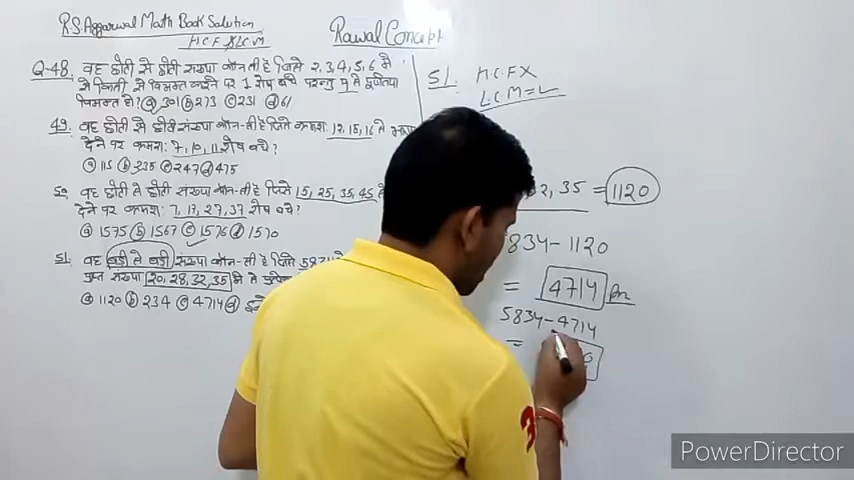 R.S. Aggarwal Math Book Solution
H.C.F & L.C.M
Rawal Concept
Q-48. वह छोटी से छोटी संख्या कौन सी है जिसे 2, 3, 4, 5, 6 में
से किसी से विभक्त करने पर 1 शेष बचे परन्तु 7 से पूर्णतया
विभक्त हो? (a) 301 (b) 273 (c) 231 (d) 61
49. वह छोटी से छोटी संख्या कौन-सी है जिसे क्रमशः 12, 15, 16 से भाग
देने पर क्रमशः 7, 10, 11 शेष बचे?
(a) 115 (b) 235 (c) 247 (d) 475
50. वह छोटी से छोटी संख्या कौन-सी है जिसे 15, 25, 35, 45 से
देने पर क्रमशः 7, 17, 27, 37 शेष बचे?
(a) 1575 (b) 1567 (c) 1576 (d) 1570
51. वह बड़ी से बड़ी संख्या कौन-सी है जिसे 5834
प्राप्त संख्या 20, 28, 32, 35 में से प्रत्येक
(a) 1120 (b) 234 (c) 4714 (d)
51. H.C.F X
L.C.M = L
32, 35 = 1120
5834 - 1120
= 4714
5834 - 4714
=
PowerDirector